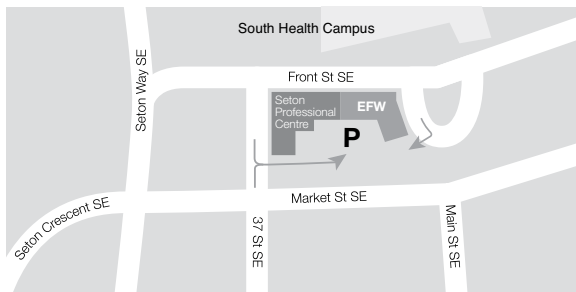 South Health Campus
Seton Way SE
Front St SE
Seton
Professional
Centre
EFW
P
Seton Crescent SE
Market St SE
37 St SE
Main St SE